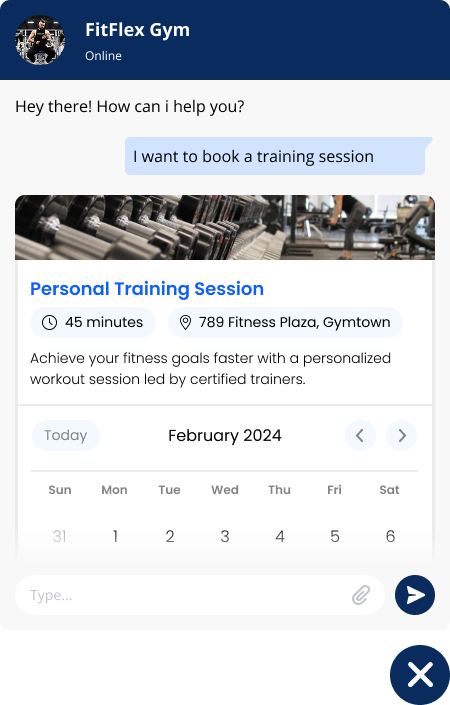 FitFlex Gym
Online
Hey there! How can i help you?
I want to book a training session
Personal Training Session
45 minutes 789 Fitness Plaza, Gymtown
Achieve your fitness goals faster with a personalized
workout session led by certified trainers.
Today February 2024
Sun Mon Tue Wed Thu Fri Sat
31 1 2 3 4 5 6
Type...